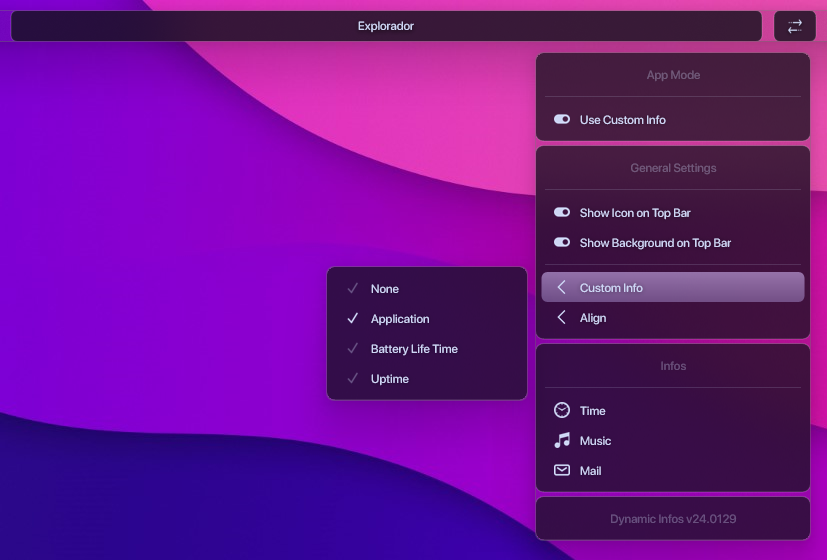 Explorador
App Mode
Use Custom Info
General Settings
Show Icon on Top Bar
Show Background on Top Bar
Custom Info
Align
None
Application
Battery Life Time
Uptime
Infos
Time
Music
Mail
Dynamic Infos v24.0129